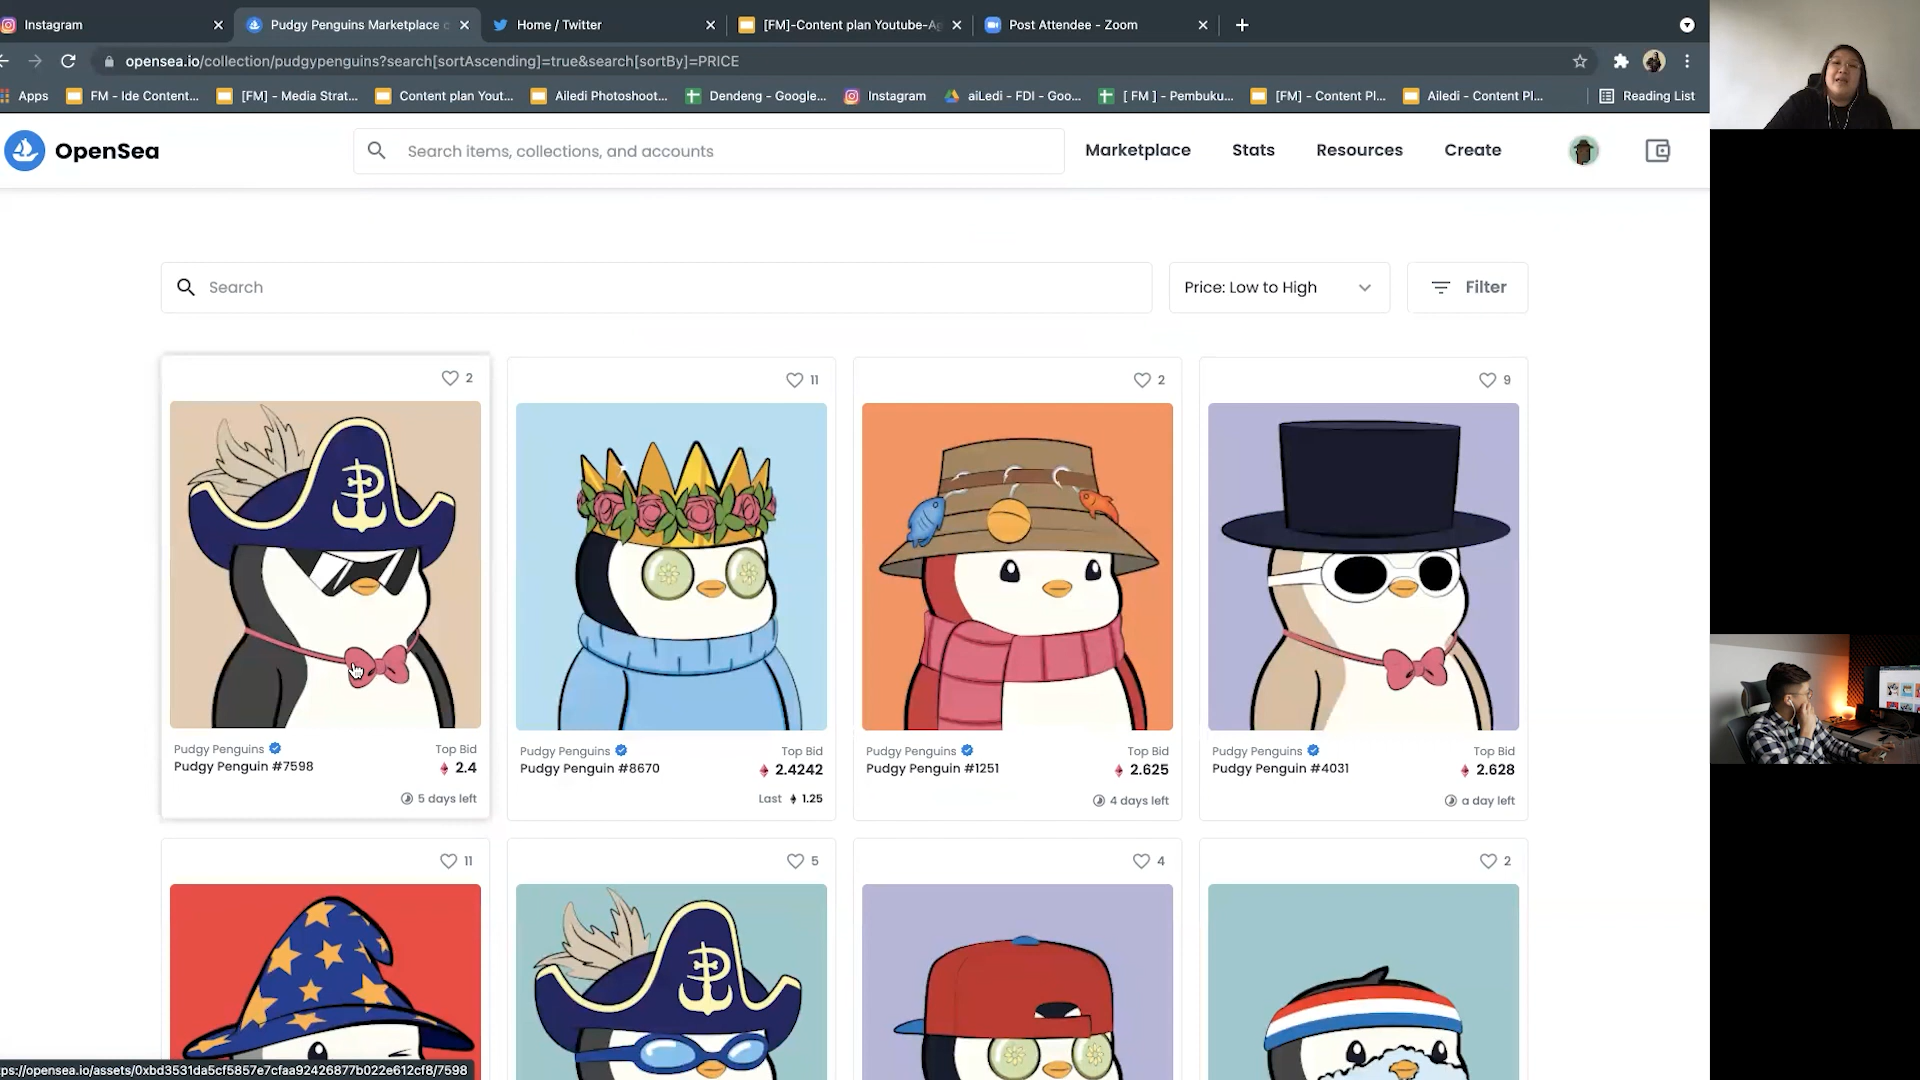 Instagram
Pudgy Penguins Marketplace
Home / Twitter
[FM]-Content plan Youtube-Ag
Post Attendee - Zoom
opensea.io/collection/pudgypenguins?search[sortAscending]=true&search[sortBy]=PRICE
Apps
FM - Ide Content...
[FM] - Media Strat...
Content plan Yout...
Ailedi Photoshoot...
Dendeng - Google...
Instagram
aiLedi - FDI - Goo...
[ FM ] - Pembuku...
[FM] - Content Pl...
Ailedi - Content Pl...
Reading List
OpenSea
Search items, collections, and accounts
Marketplace
Stats
Resources
Create
Search
Price: Low to High
Filter
2
11
2
9
Pudgy Penguins
Top Bid
Pudgy Penguin #7598
2.4
5 days left
Pudgy Penguins
Top Bid
Pudgy Penguin #8670
2.4242
Last 1.25
Pudgy Penguins
Top Bid
Pudgy Penguin #1251
2.625
4 days left
Pudgy Penguins
Top Bid
Pudgy Penguin #4031
2.628
a day left
11
5
4
2
ps://opensea.io/assets/0xbd3531da5cf5857e7cfaa92426877b022e612cf8/7598